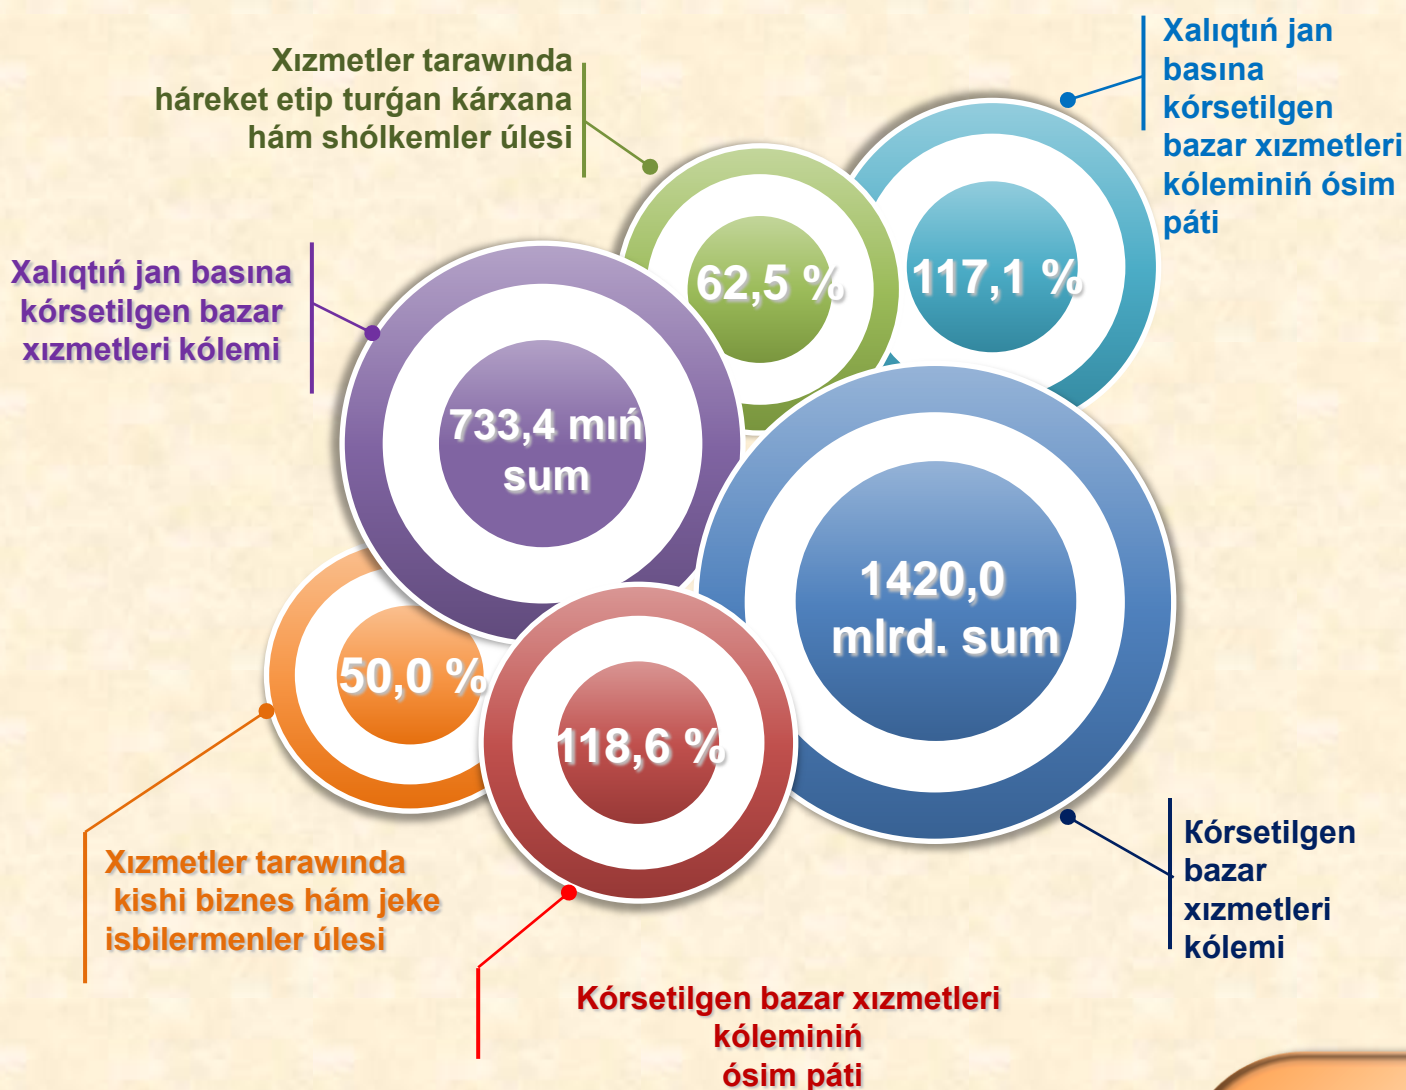 Xızmetler tarawında
háreket etip turǵan kárxana
hám shólkemler úlesi
Xalıqtıń jan
basına
kórsetilgen
bazar xızmetleri
kóleminiń ósim
páti
Xalıqtıń jan basına
kórsetilgen bazar
xızmetleri kólemi
62,5 %
117,1 %
733,4 mıń
sum
1420,0
mlrd. sum
50,0 %
118,6 %
Xızmetler tarawında
kishi biznes hám jeke
isbilermenler úlesi
Kórsetilgen
bazar
xızmetleri
kólemi
Kórsetilgen bazar xızmetleri
kóleminiń
ósim páti